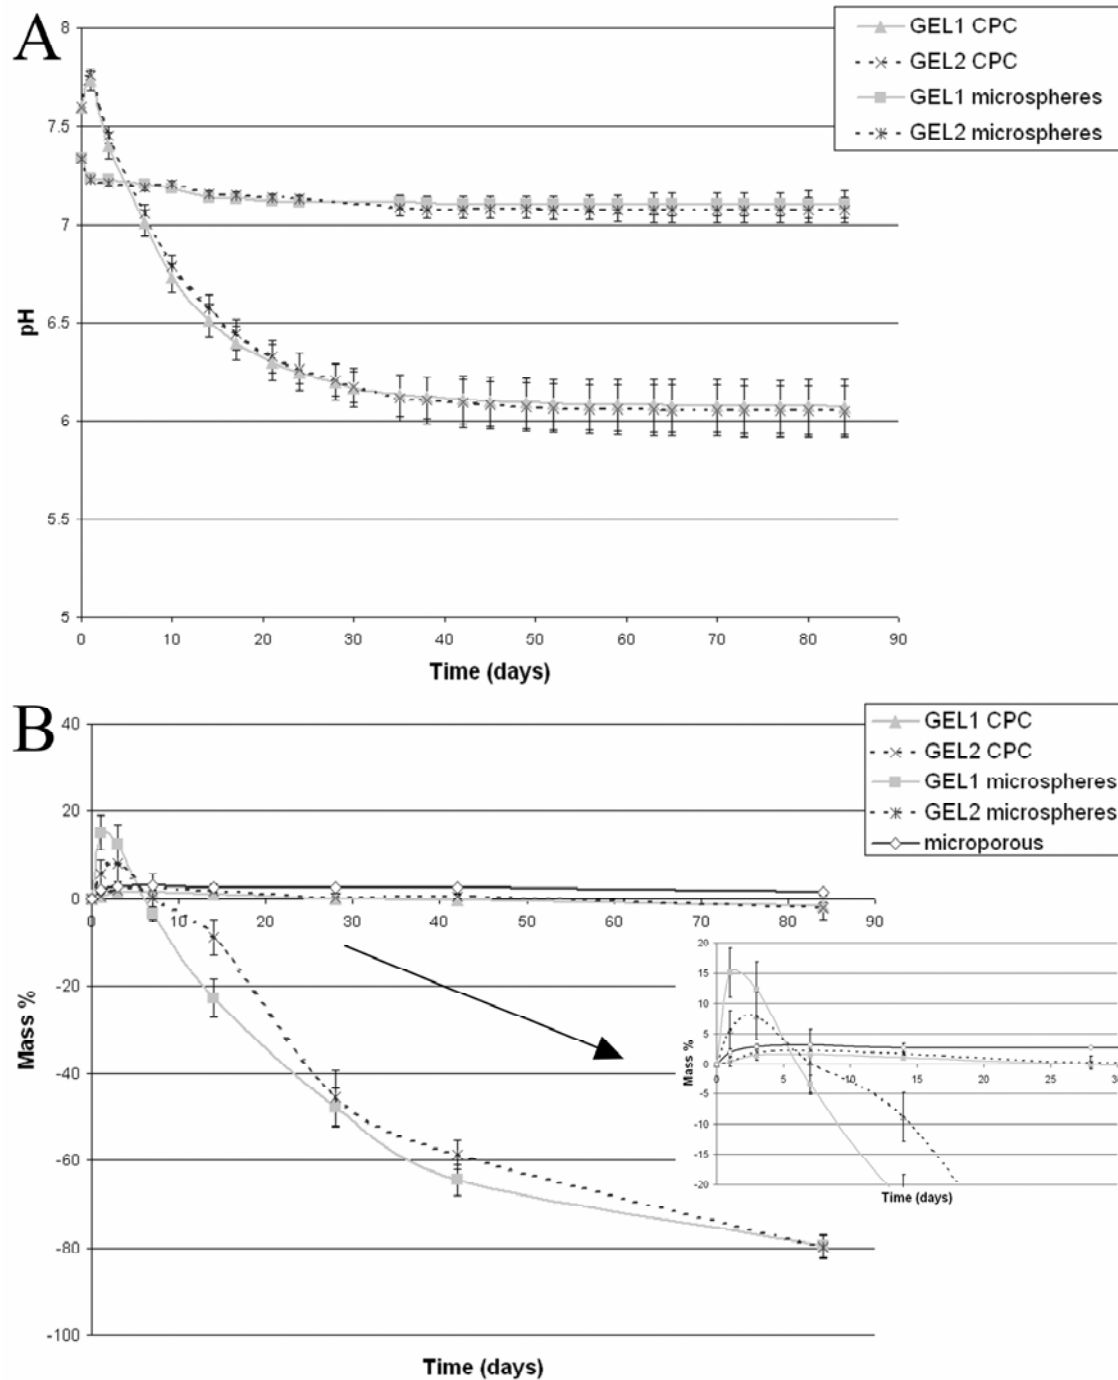 A
GEL1 CPC
GEL2 CPC
GEL1 microspheres
GEL2 microspheres
8
7.5
7
6.5
6
5.5
5
pH
0 10 20 30 40 50 60 70 80 90
Time (days)
B
GEL1 CPC
GEL2 CPC
GEL1 microspheres
GEL2 microspheres
microporous
40
20
0
-20
-40
-60
-80
-100
Mass %
0 10 20 30 40 50 60 70 80 90
Time (days)
20
15
10
5
0
-5
-10
-15
-20
Mass %
0 5 10 15 20 25 30
Time (days)